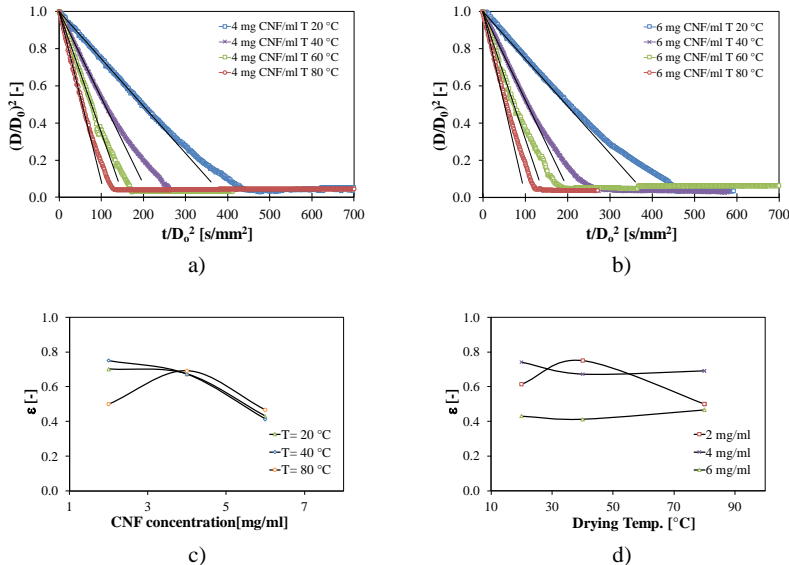 1.0
0.8
0.6
0.4
0.2
0.0
(D/D₀)² [-]
4 mg CNF/ml T 20 °C
4 mg CNF/ml T 40 °C
4 mg CNF/ml T 60 °C
4 mg CNF/ml T 80 °C
0 100 200 300 400 500 600 700
t/Dₒ² [s/mm²]
a)
1.0
0.8
0.6
0.4
0.2
0.0
(D/D₀)² [-]
6 mg CNF/ml T 20 °C
6 mg CNF/ml T 40 °C
6 mg CNF/ml T 60 °C
6 mg CNF/ml T 80 °C
0 100 200 300 400 500 600 700
t/Dₒ² [s/mm²]
b)
1.0
0.8
0.6
0.4
0.2
0.0
ε [-]
T= 20 °C
T= 40 °C
T= 80 °C
1 3 5 7
CNF concentration[mg/ml]
c)
1.0
0.8
0.6
0.4
0.2
0.0
ε [-]
2 mg/ml
4 mg/ml
6 mg/ml
10 30 50 70 90
Drying Temp. [°C]
d)